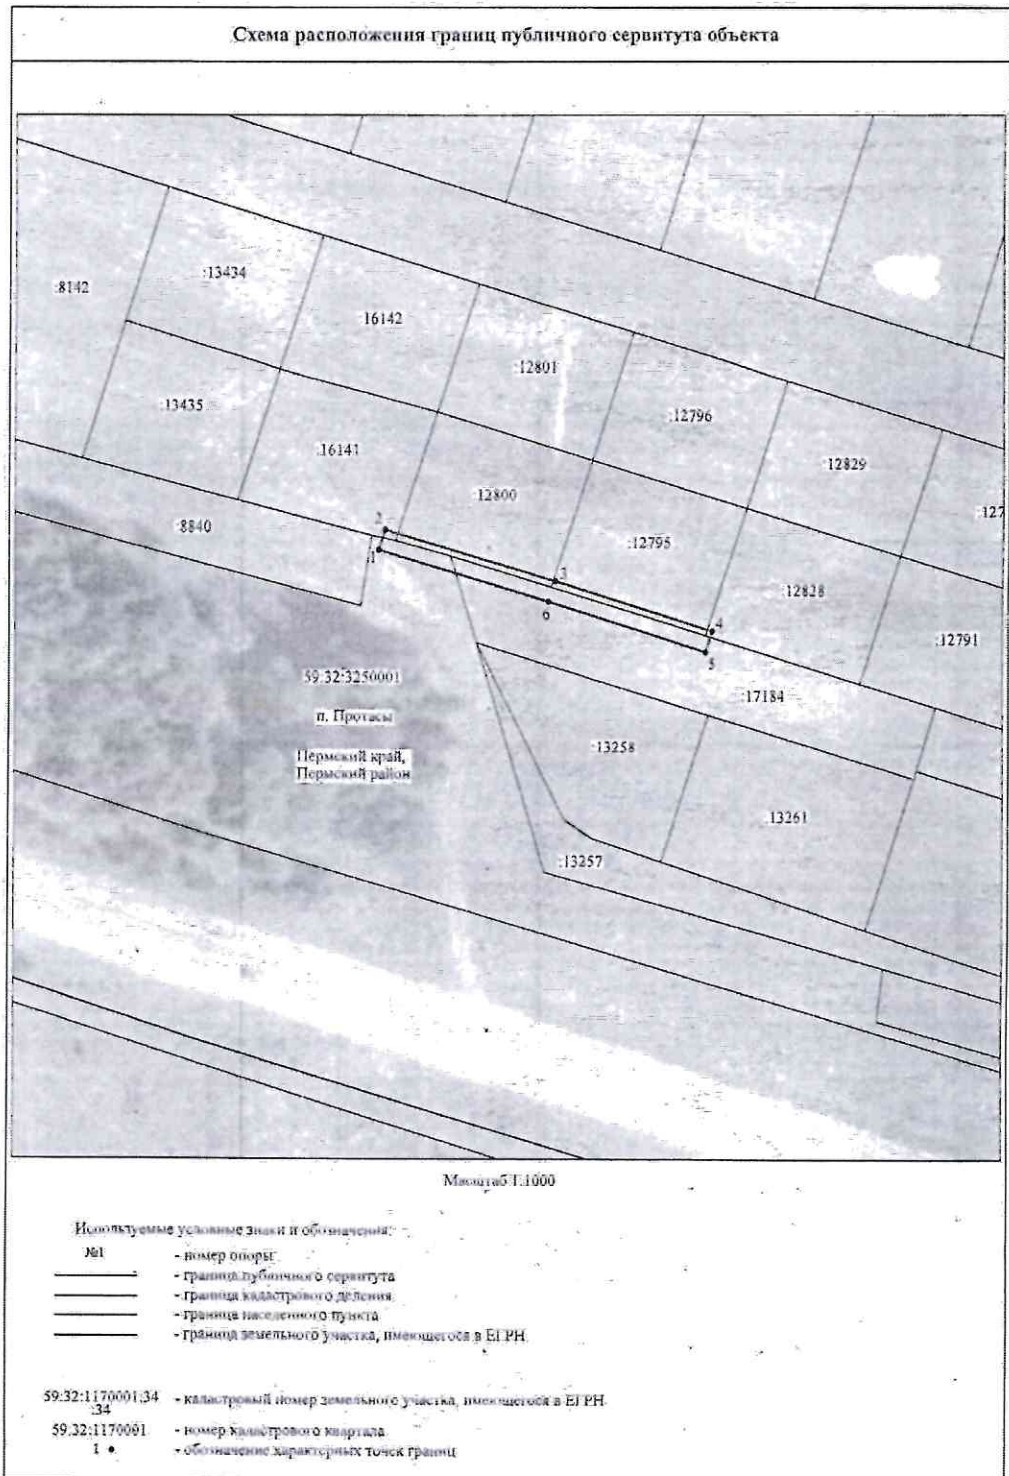 Схема расположения границ публичного сервитута объекта
:8142
:13434
16142
:12801
:12796
:12829
:127
:13435
:16141
:12800
:12795
:12828
:12791
:8840
2
1
3
6
4
5
59:32:3250001
п. Протасы
Пермский край,
Пермский район
:17184
:13258
:13261
:13257
Масштаб 1:1000
Используемые условные знаки и обозначения:
№1 - номер опоры
- граница публичного сервитута
- граница кадастрового деления
- граница населенного пункта
- граница земельного участка, имеющегося в ЕГРН
59:32:1170001:34 - кадастровый номер земельного участка, имеющегося в ЕГРН
:34
59:32:1170001 - номер кадастрового квартала
1 - обозначение характерных точек границ